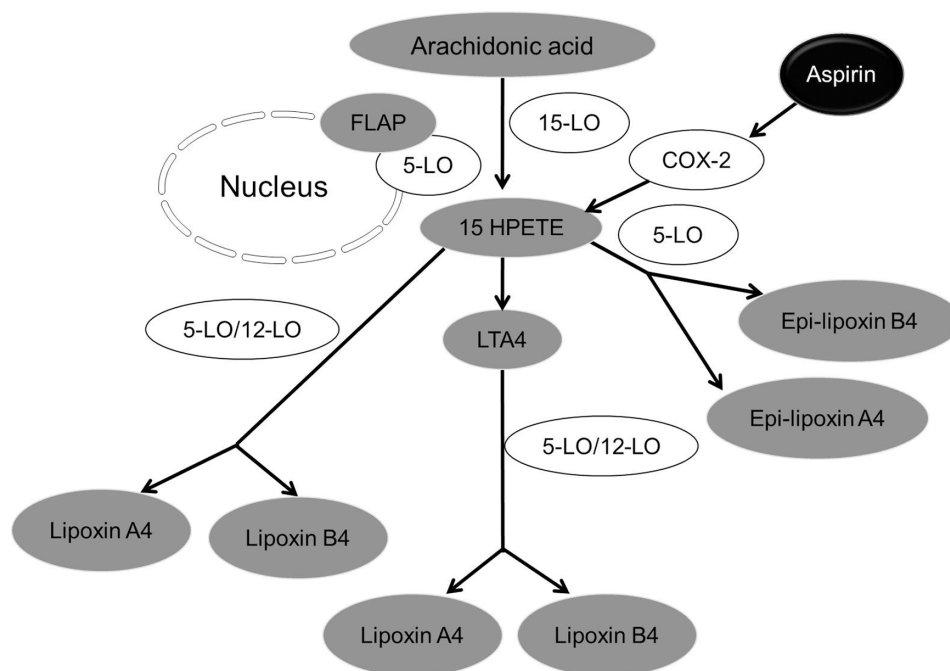 Arachidonic acid
Aspirin
FLAP
15-LO
5-LO
COX-2
Nucleus
15 HPETE
5-LO
5-LO/12-LO
LTA4
Epi-lipoxin B4
Epi-lipoxin A4
5-LO/12-LO
Lipoxin A4
Lipoxin B4
Lipoxin A4
Lipoxin B4